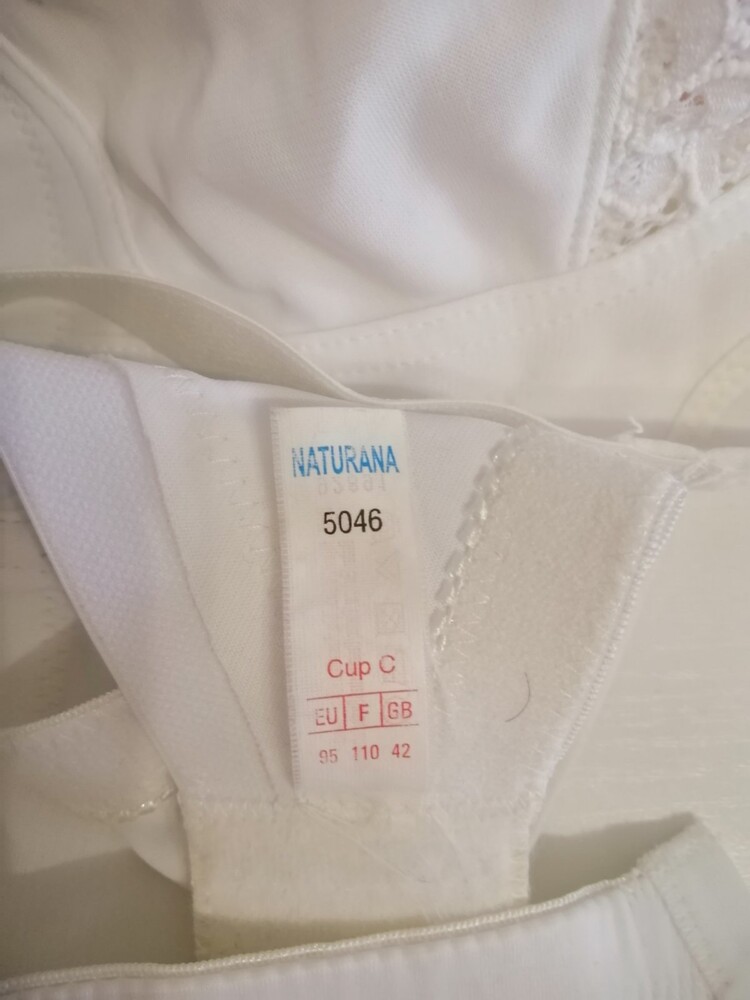 NATURANA
5046
Cup C
EU F GB
95 110 42